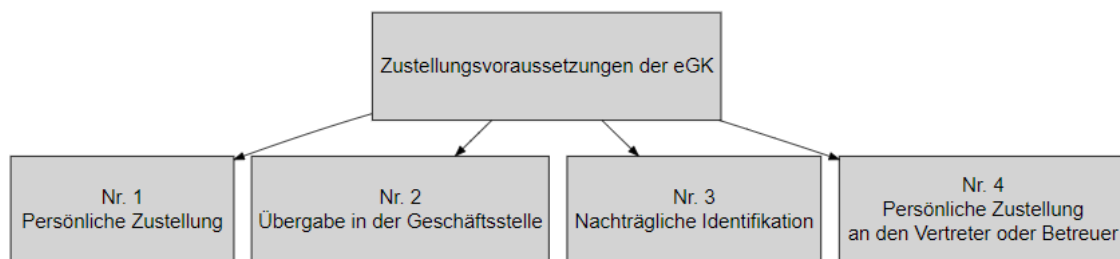 Zustellungsvoraussetzungen der eGK
Nr. 1
Persönliche Zustellung
Nr. 2
Übergabe in der Geschäftsstelle
Nr. 3
Nachträgliche Identifikation
Nr. 4
Persönliche Zustellung
an den Vertreter oder Betreuer